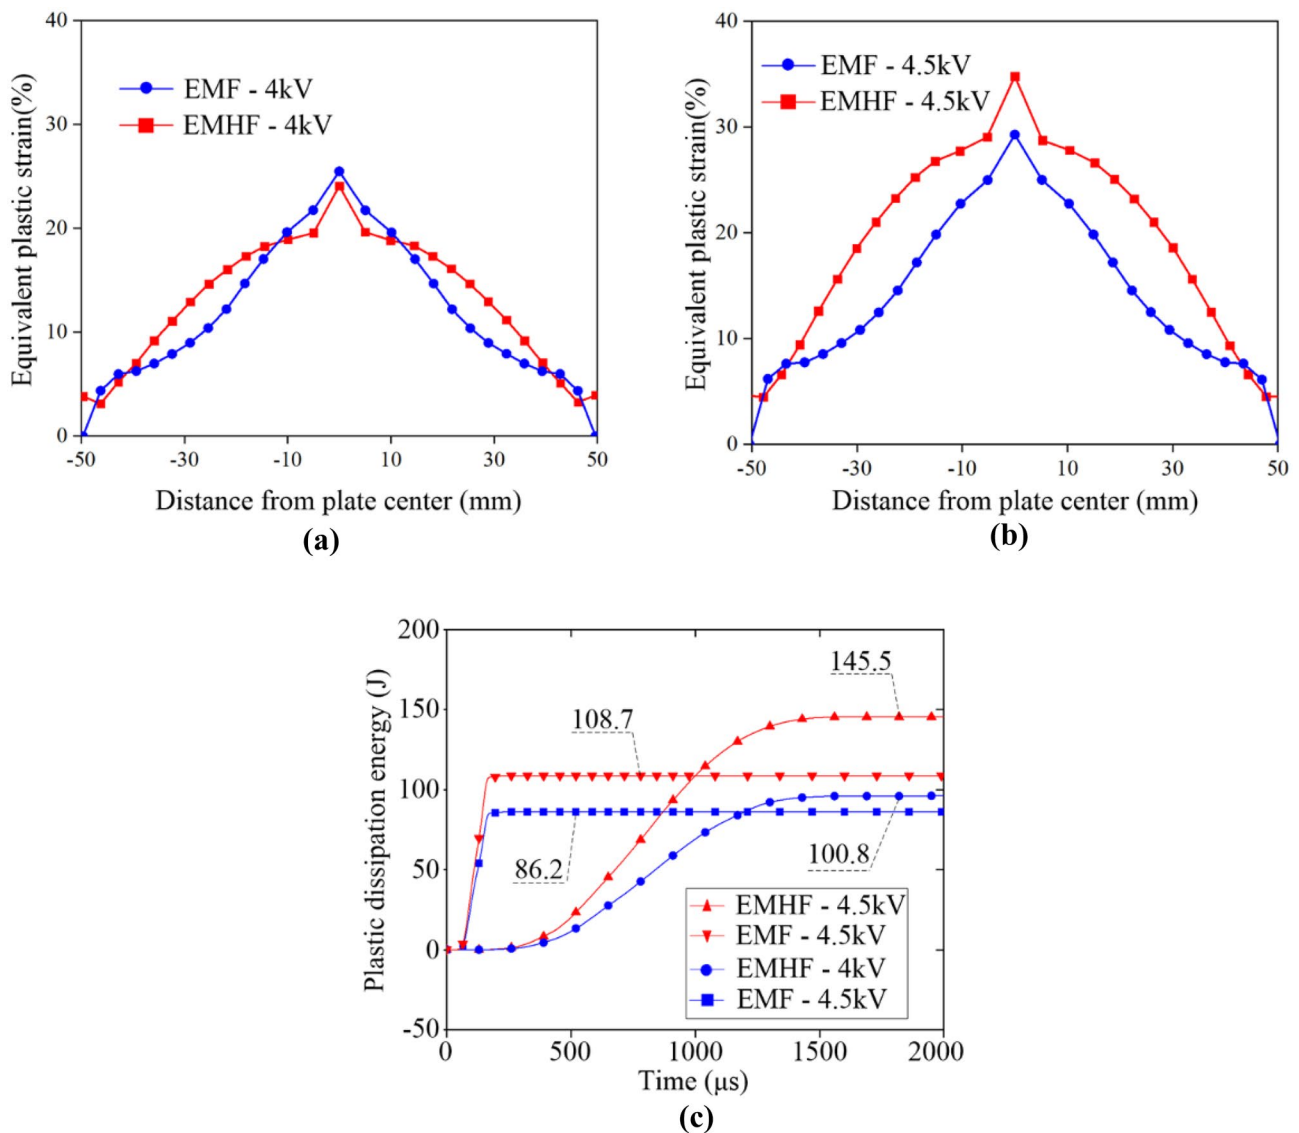 40
30
20
10
0
Equivalent plastic strain(%)
EMF - 4kV
EMHF - 4kV
-50 -30 -10 10 30 50
Distance from plate center (mm)
(a)
40
30
20
10
0
Equivalent plastic strain(%)
EMF - 4.5kV
EMHF - 4.5kV
-50 -30 -10 10 30 50
Distance from plate center (mm)
(b)
200
150
100
50
0
-50
Plastic dissipation energy (J)
145.5
108.7
86.2
100.8
EMHF - 4.5kV
EMF - 4.5kV
EMHF - 4kV
EMF - 4.5kV
0 500 1000 1500 2000
Time (μs)
(c)